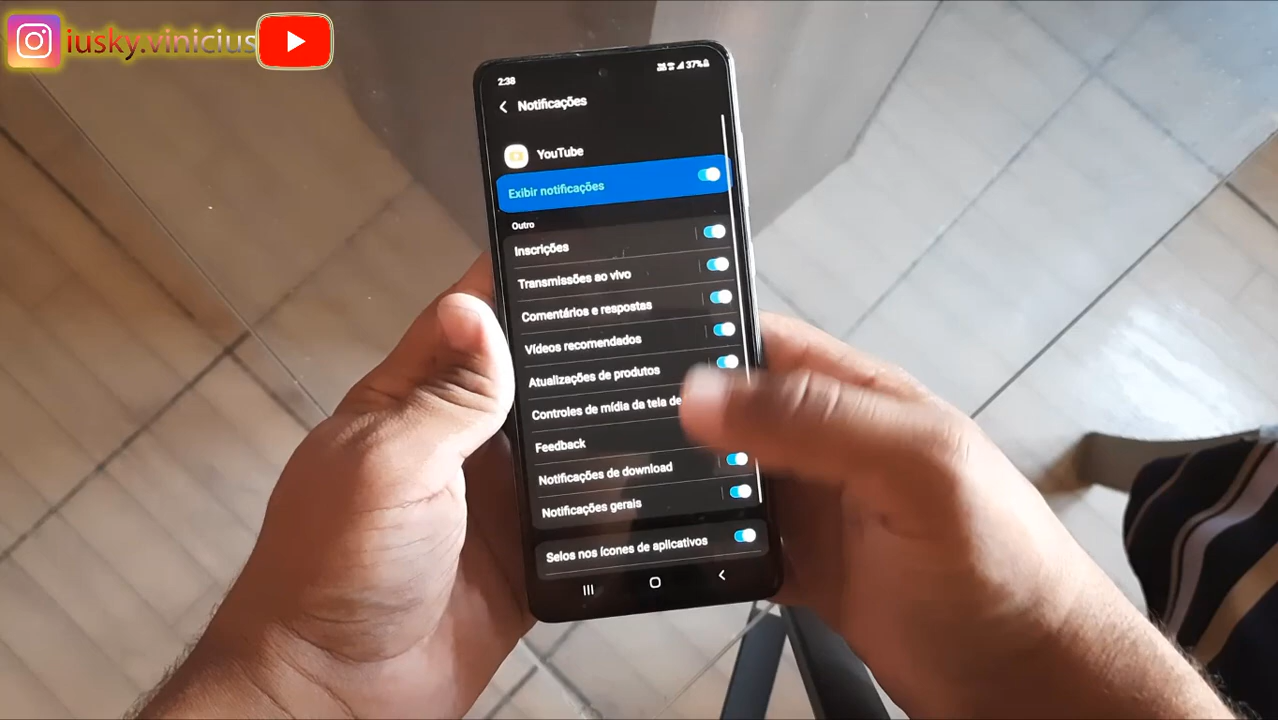 iusky.vinicius
2:38
37%
Notificações
YouTube
Exibir notificações
Outro
Inscrições
Transmissões ao vivo
Comentários e respostas
Vídeos recomendados
Atualizações de produtos
Controles de mídia da tela de
Feedback
Notificações de download
Notificações gerais
Selos nos ícones de aplicativos